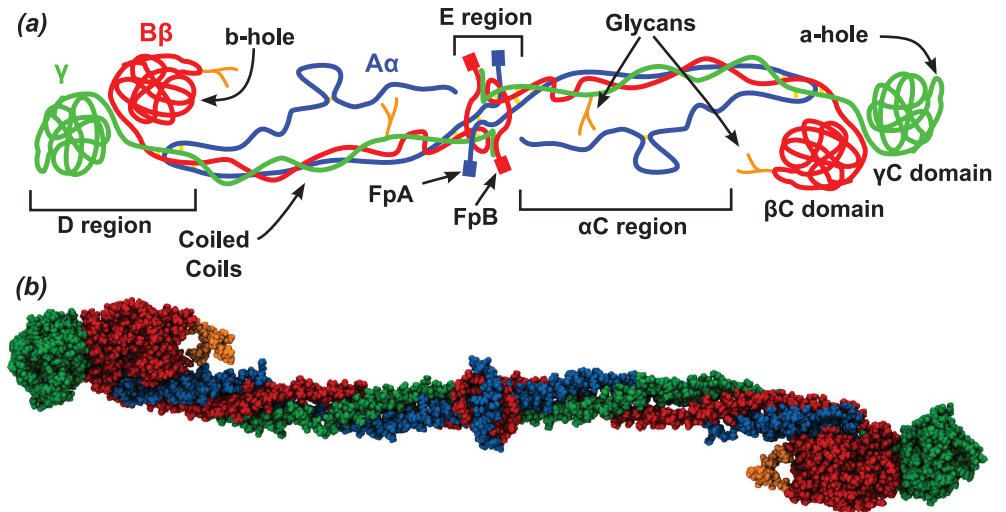 (a)
E region
Glycans
a-hole
Bβ
b-hole
Aα
γ
FpA
FpB
γC domain
βC domain
D region
αC region
Coiled
Coils
(b)